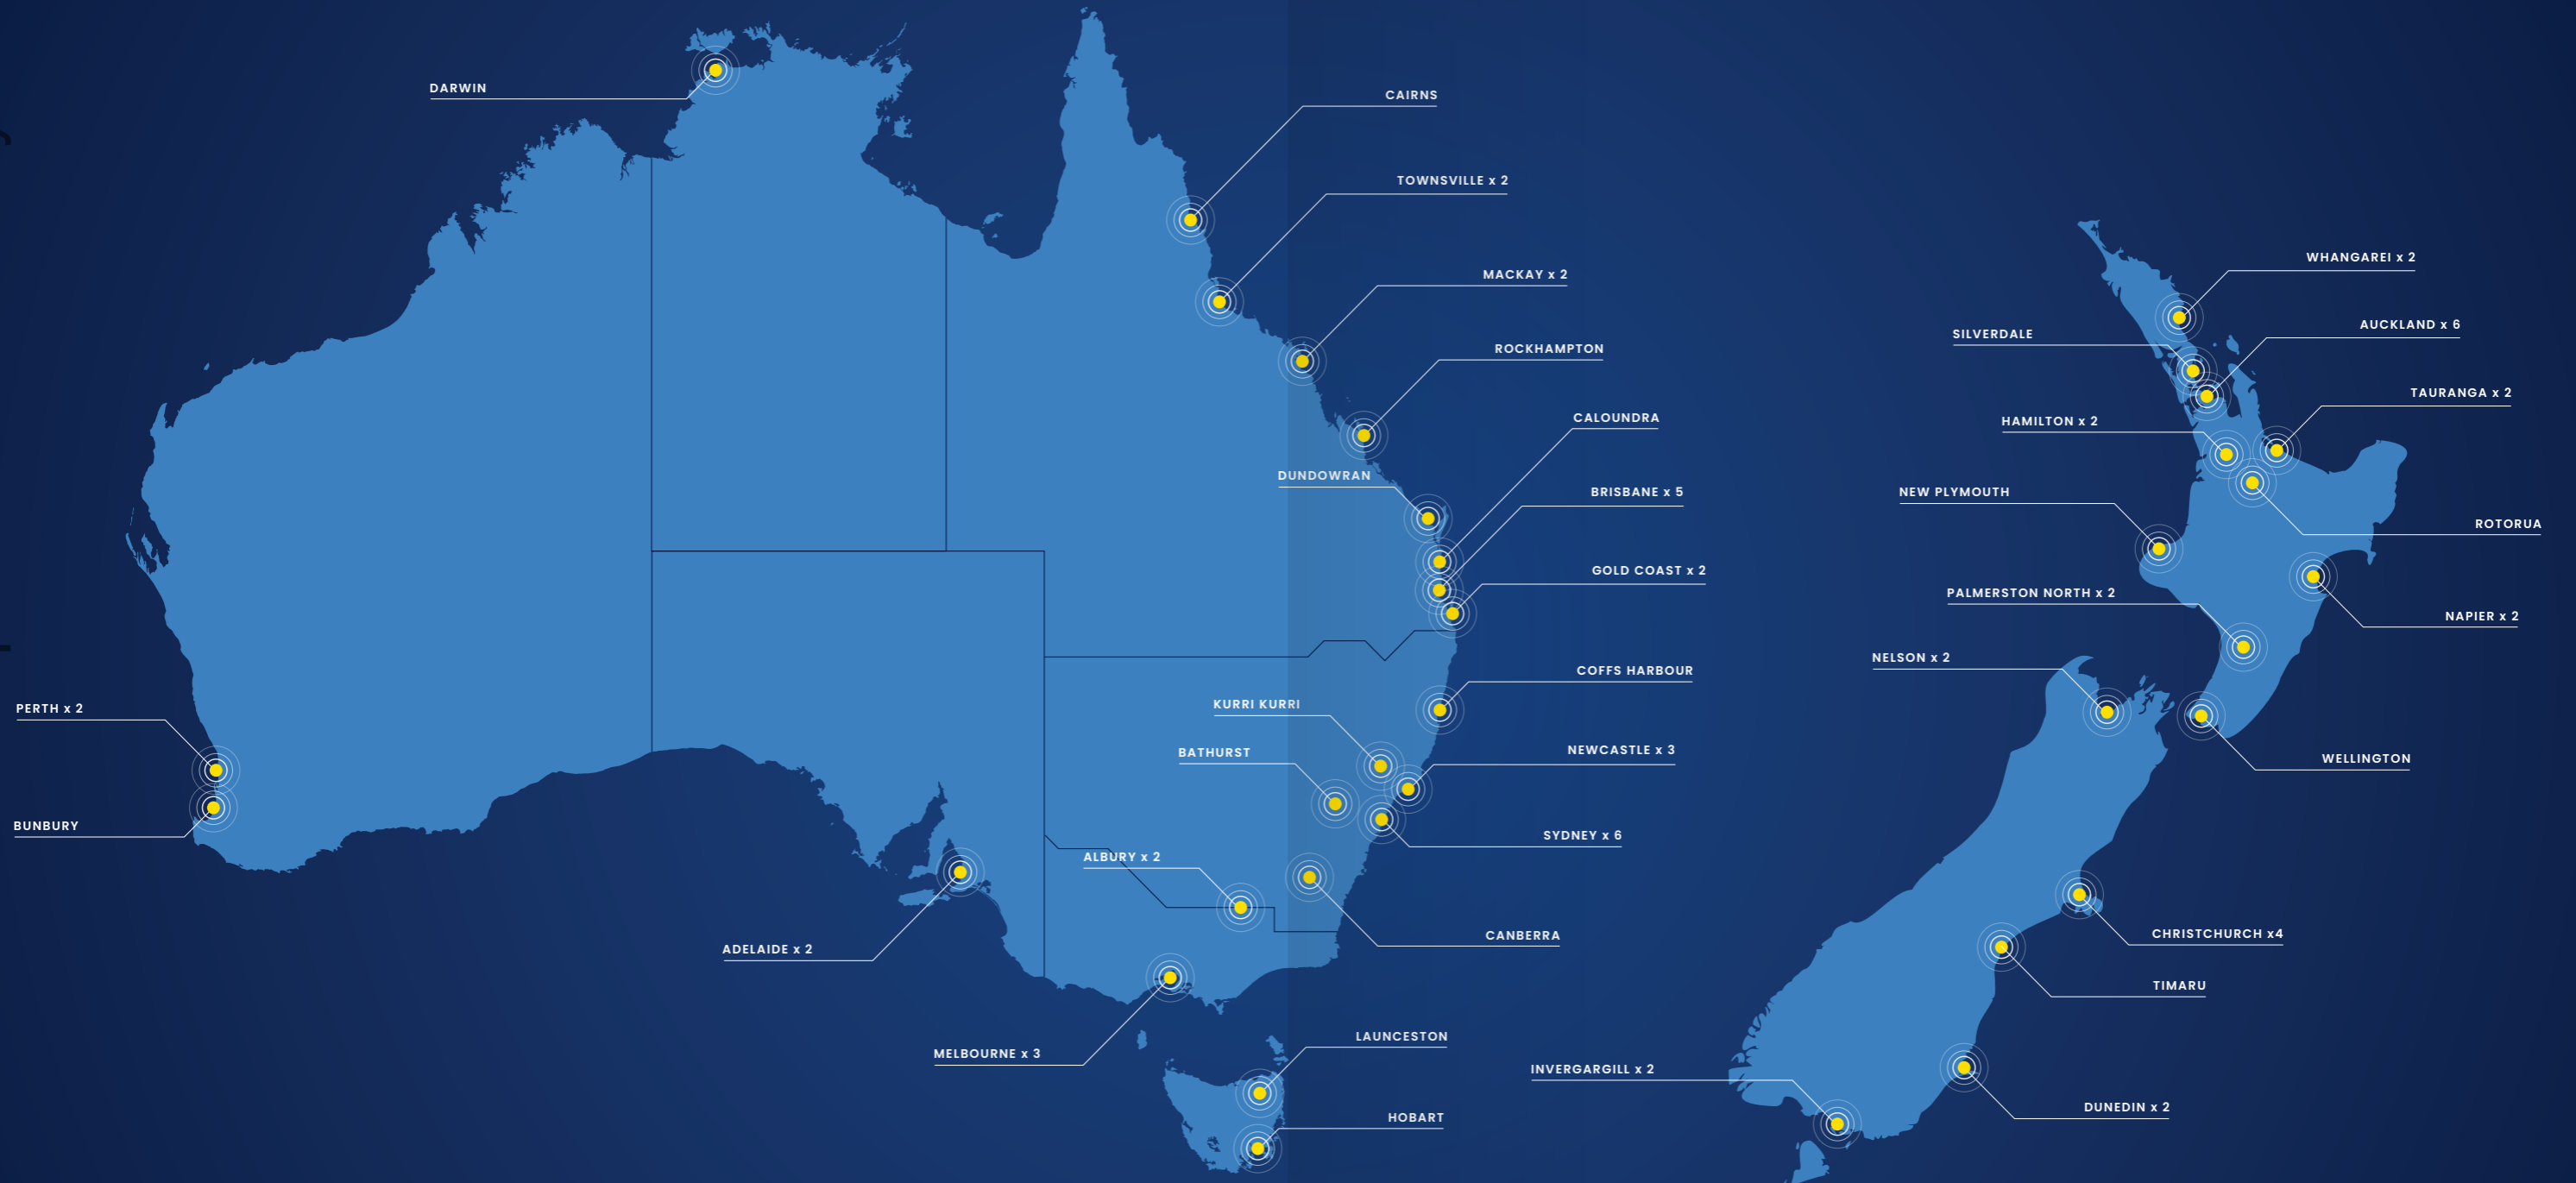 DARWIN
CAIRNS
TOWNSVILLE x 2
MACKAY x 2
ROCKHAMPTON
CALOUNDRA
DUNDOWRAN
BRISBANE x 5
GOLD COAST x 2
COFFS HARBOUR
KURRI KURRI
BATHURST
NEWCASTLE x 3
SYDNEY x 6
ALBURY x 2
CANBERRA
PERTH x 2
BUNBURY
ADELAIDE x 2
MELBOURNE x 3
LAUNCESTON
HOBART
WHANGAREI x 2
SILVERDALE
AUCKLAND x 6
TAURANGA x 2
HAMILTON x 2
NEW PLYMOUTH
ROTORUA
PALMERSTON NORTH x 2
NAPIER x 2
NELSON x 2
WELLINGTON
CHRISTCHURCH x4
TIMARU
INVERGARGILL x 2
DUNEDIN x 2